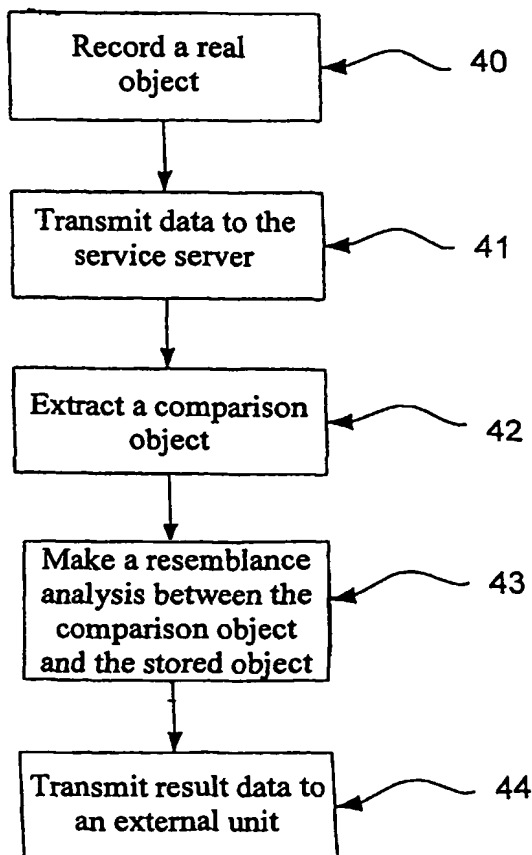 Record a real
object
40
Transmit data to the
service server
41
Extract a comparison
object
42
Make a resemblance
analysis between the
comparison object
and the stored object
43
Transmit result data to
an external unit
44